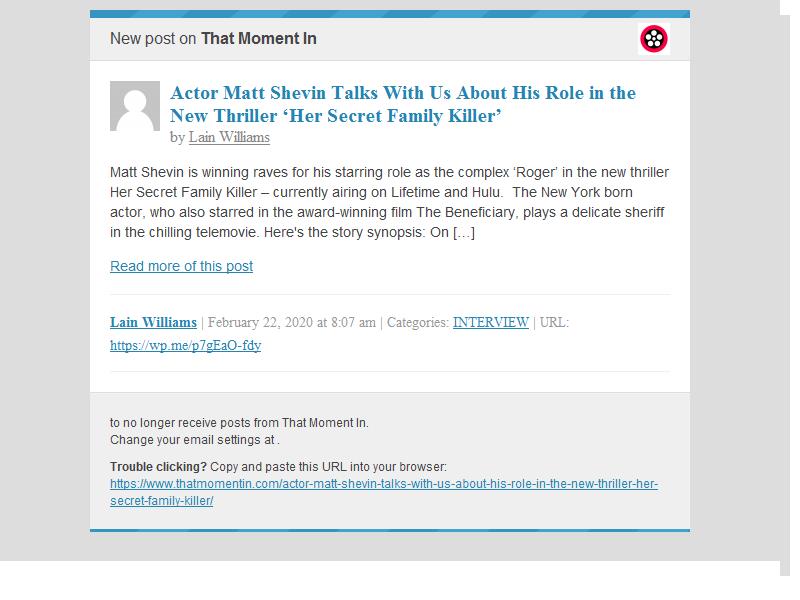 New post on That Moment In
Actor Matt Shevin Talks With Us About His Role in the
New Thriller ‘Her Secret Family Killer’
by Lain Williams
Matt Shevin is winning raves for his starring role as the complex ‘Roger’ in the new thriller
Her Secret Family Killer – currently airing on Lifetime and Hulu.  The New York born
actor, who also starred in the award-winning film The Beneficiary, plays a delicate sheriff
in the chilling telemovie. Here's the story synopsis: On […]
Read more of this post
Lain Williams | February 22, 2020 at 8:07 am | Categories: INTERVIEW | URL:
https://wp.me/p7gEaO-fdy
to no longer receive posts from That Moment In.
Change your email settings at .
Trouble clicking? Copy and paste this URL into your browser:
https://www.thatmomentin.com/actor-matt-shevin-talks-with-us-about-his-role-in-the-new-thriller-her-
secret-family-killer/